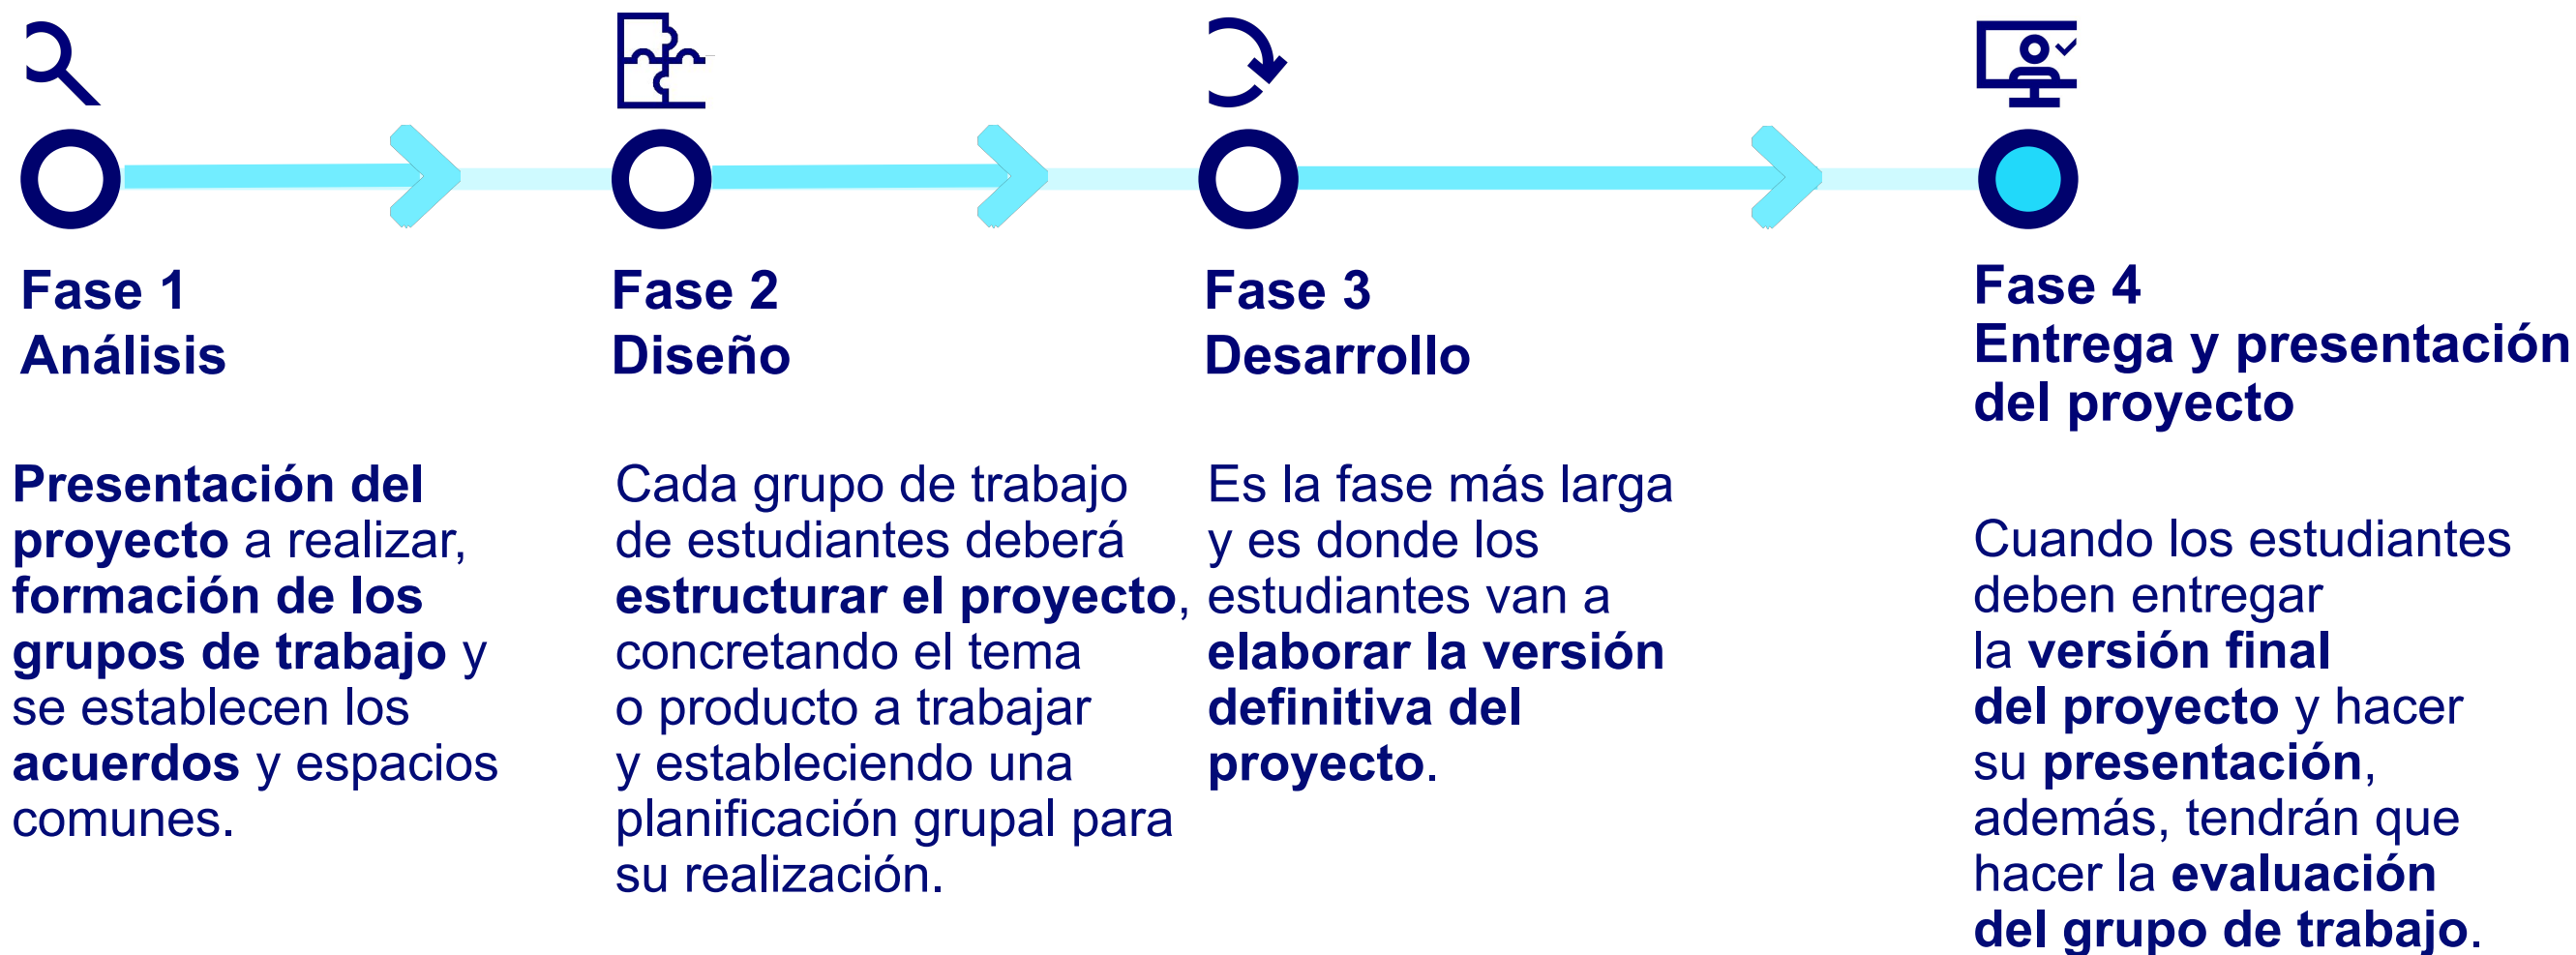 Fase 1
Análisis
Presentación del
proyecto a realizar,
formación de los
grupos de trabajo y
se establecen los
acuerdos y espacios
comunes.
Fase 2
Diseño
Cada grupo de trabajo
de estudiantes deberá
estructurar el proyecto,
concretando el tema
o producto a trabajar
y estableciendo una
planificación grupal para
su realización.
Fase 3
Desarrollo
Es la fase más larga
y es donde los
estudiantes van a
elaborar la versión
definitiva del
proyecto.
Fase 4
Entrega y presentación
del proyecto
Cuando los estudiantes
deben entregar
la versión final
del proyecto y hacer
su presentación,
además, tendrán que
hacer la evaluación
del grupo de trabajo.